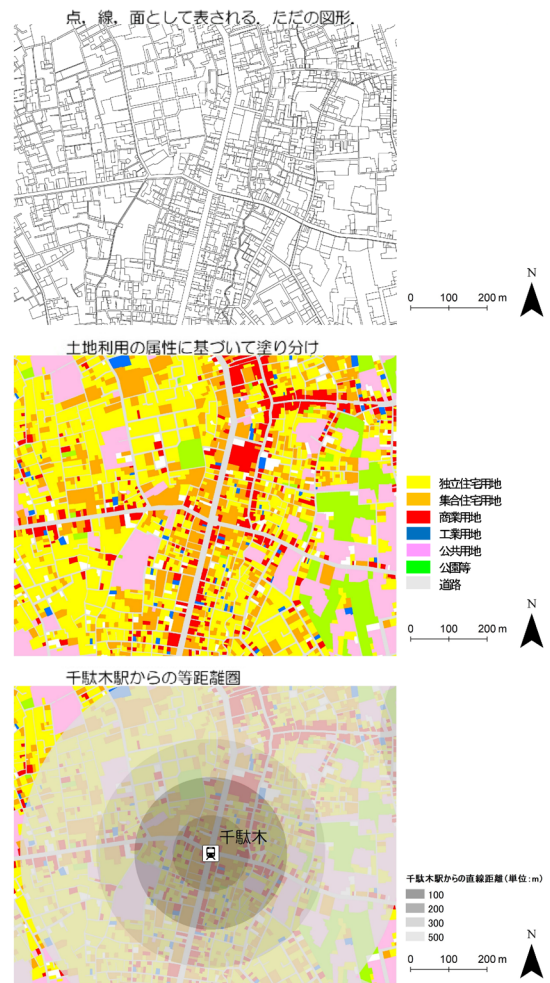 点，線，面として表される．ただの図形．
N
0 100 200 m
土地利用の属性に基づいて塗り分け
独立住宅用地
集合住宅用地
商業用地
工業用地
公共用地
公園等
道路
N
0 100 200 m
千駄木駅からの等距離圏
千駄木
千駄木駅からの直線距離（単位：m）
100
200
300
500
N
0 100 200 m